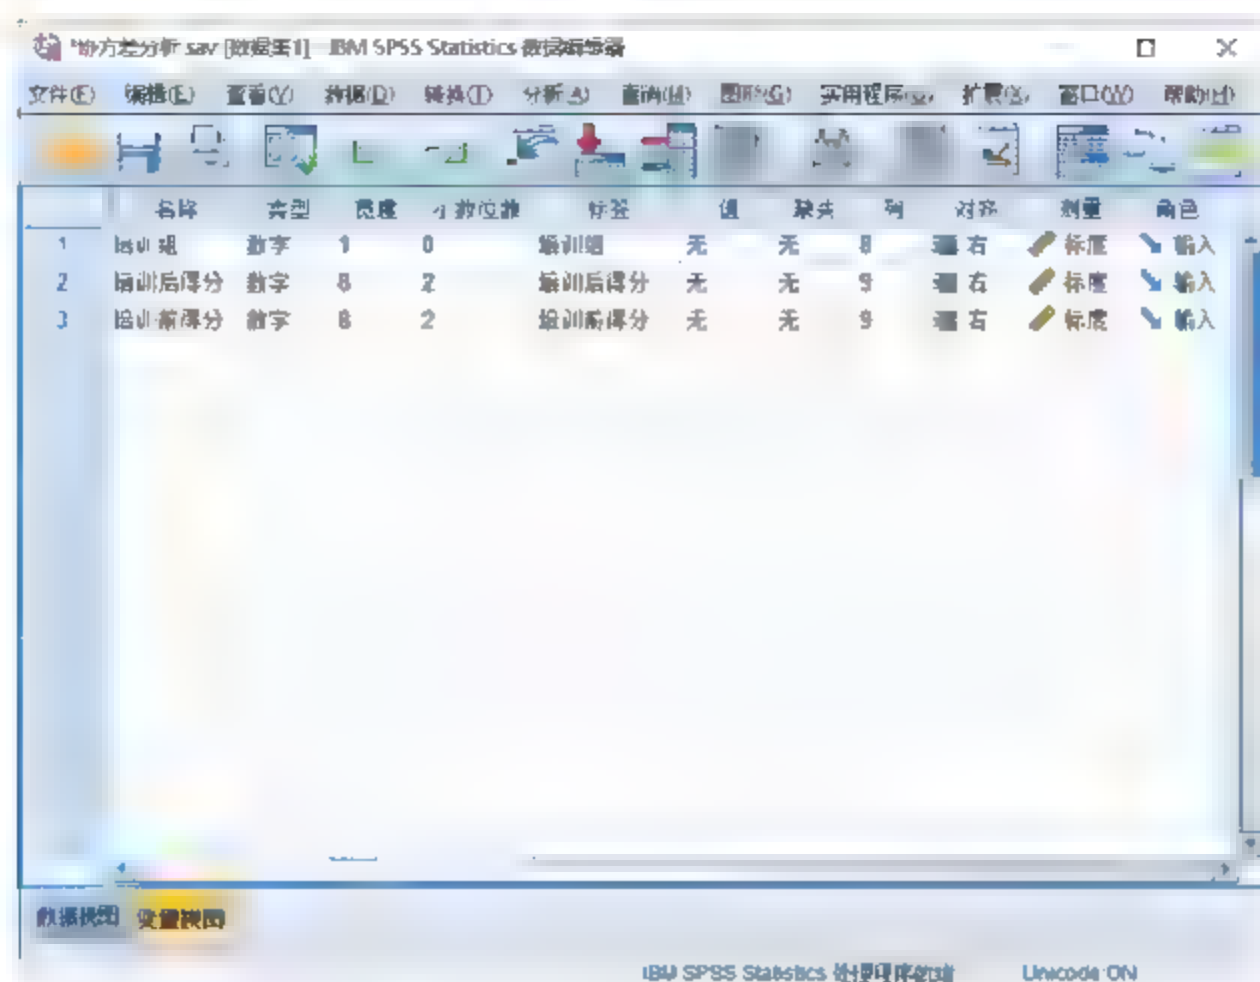 *协方差分析.sav [数据集1] - IBM SPSS Statistics 数据编辑器
文件(F) 编辑(E) 查看(V) 数据(D) 转换(T) 分析(A) 直销(M) 图形(G) 实用程序(U) 扩展(X) 窗口(W) 帮助(H)
名称 类型 宽度 小数位数 标签 值 缺失 列 对齐 测量 角色
1 培训组 数字 1 0 培训组 无 无 8 右 标度 输入
2 培训后得分 数字 8 2 培训后得分 无 无 9 右 标度 输入
3 培训前得分 数字 8 2 培训前得分 无 无 9 右 标度 输入
数据视图 变量视图
IBM SPSS Statistics 处理程序就绪 Unicode:ON